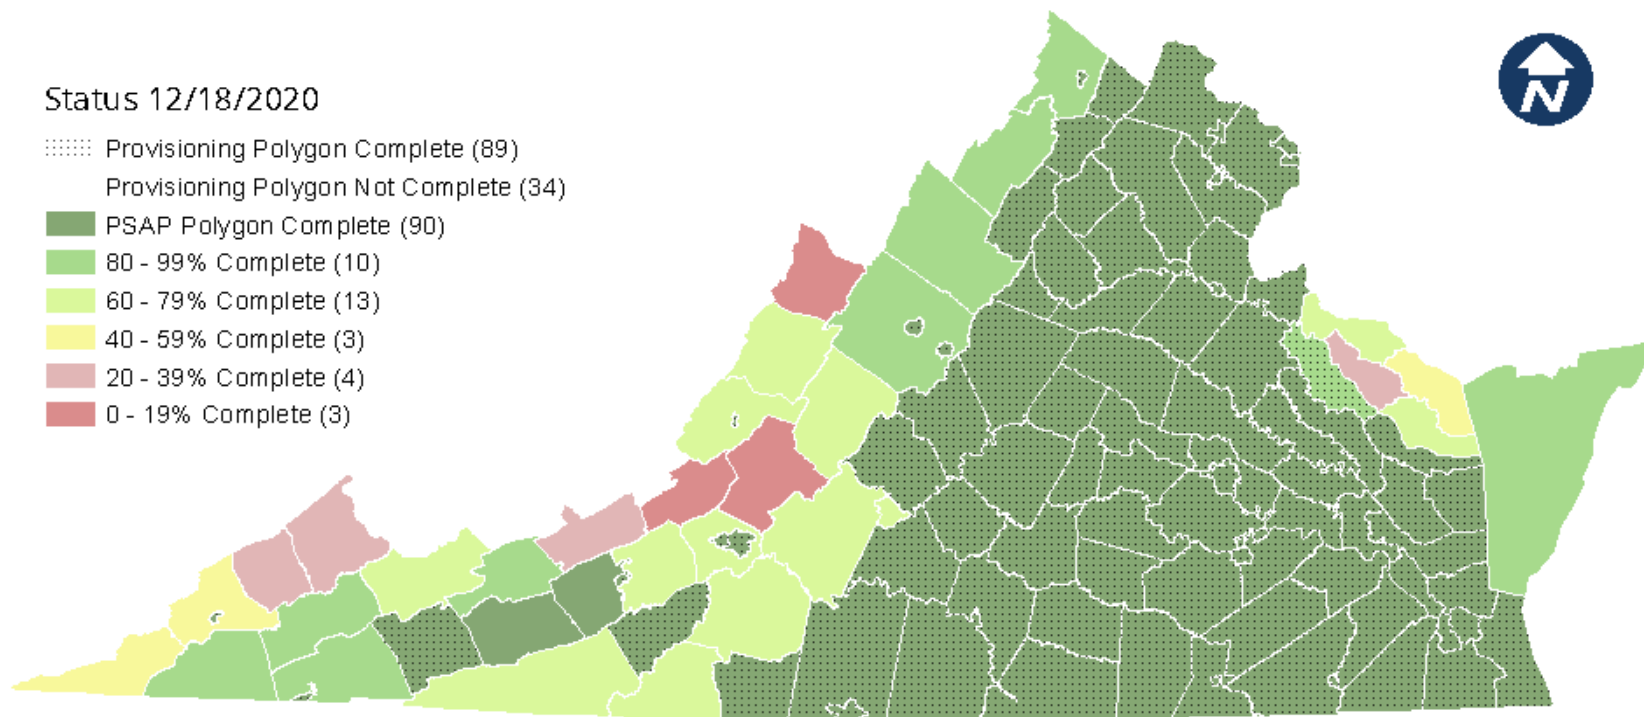 Status 12/18/2020
Provisioning Polygon Complete (89)
Provisioning Polygon Not Complete (34)
PSAP Polygon Complete (90)
80 - 99% Complete (10)
60 - 79% Complete (13)
40 - 59% Complete (3)
20 - 39% Complete (4)
0 - 19% Complete (3)
N